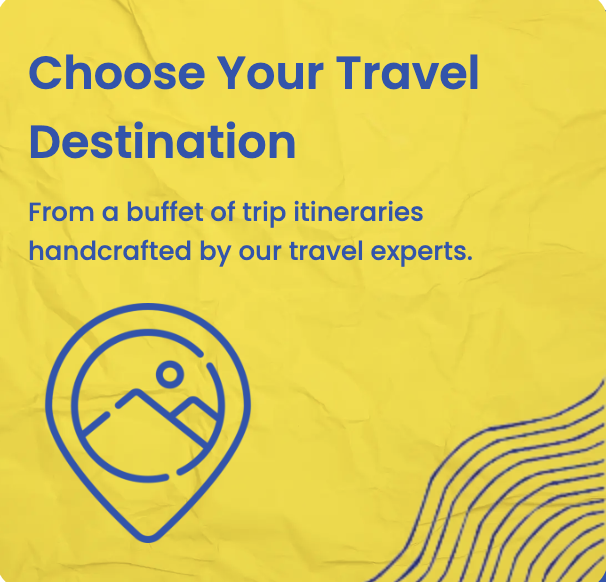 Choose Your Travel
Destination
From a buffet of trip itineraries
handcrafted by our travel experts.